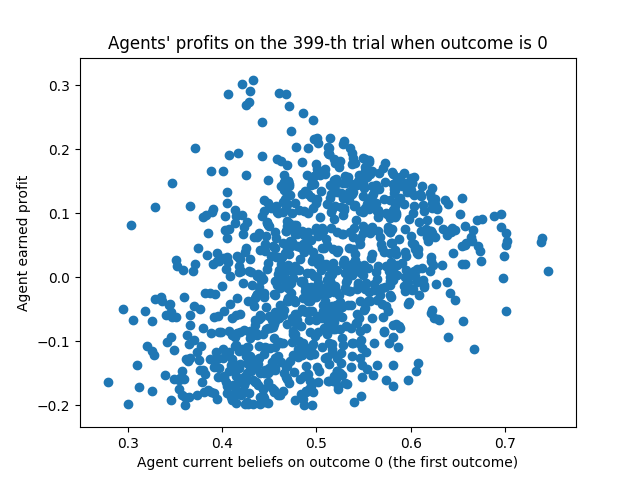 Agents' profits on the 399-th trial when outcome is 0
0.3
0.2
0.1
0.0
−0.1
−0.2
Agent earned profit
0.3 0.4 0.5 0.6 0.7
Agent current beliefs on outcome 0 (the first outcome)